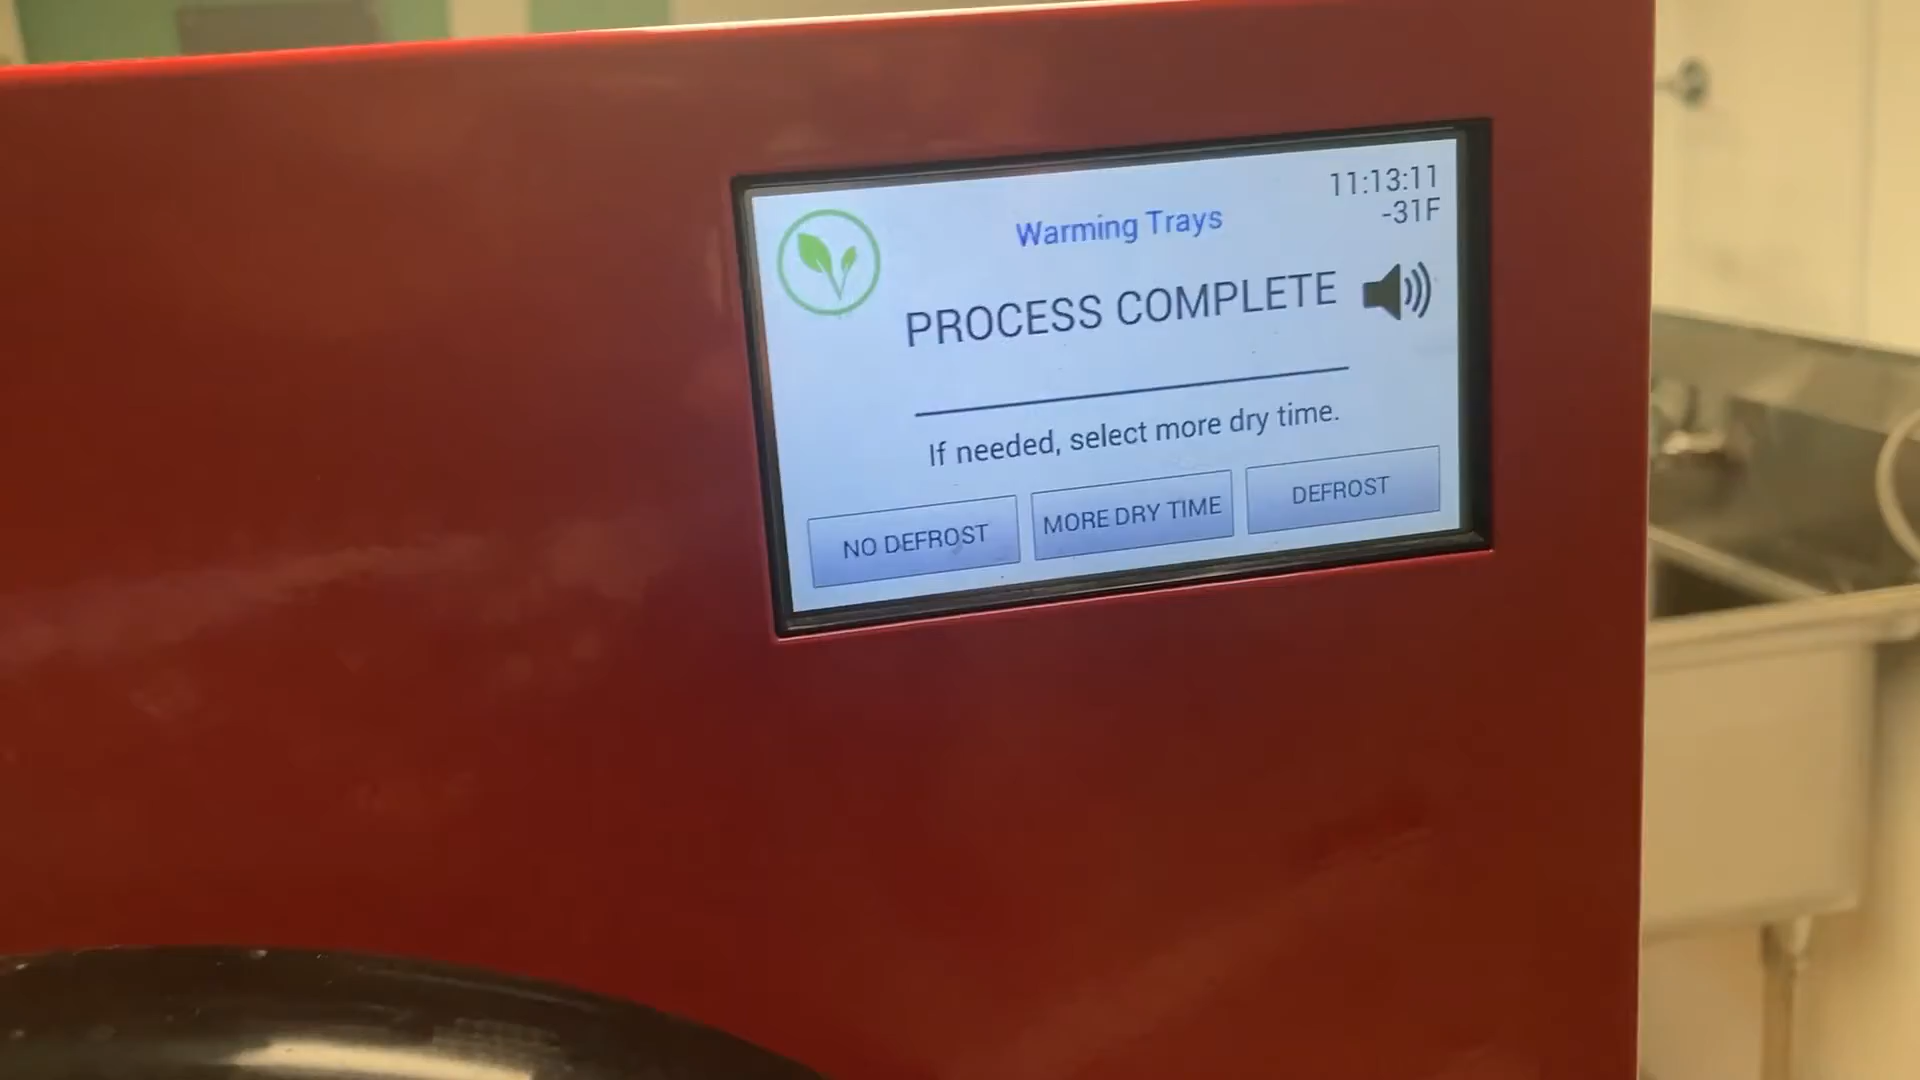 11:13:11
-31F
Warming Trays
PROCESS COMPLETE
If needed, select more dry time.
NO DEFROST
MORE DRY TIME
DEFROST